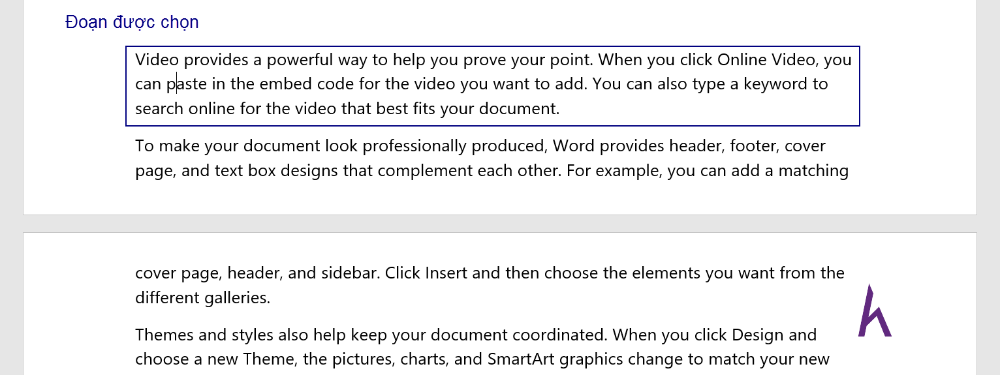 Đoạn được chọn
Video provides a powerful way to help you prove your point. When you click Online Video, you
can paste in the embed code for the video you want to add. You can also type a keyword to
search online for the video that best fits your document.
To make your document look professionally produced, Word provides header, footer, cover
page, and text box designs that complement each other. For example, you can add a matching
cover page, header, and sidebar. Click Insert and then choose the elements you want from the
different galleries.
Themes and styles also help keep your document coordinated. When you click Design and
choose a new Theme, the pictures, charts, and SmartArt graphics change to match your new